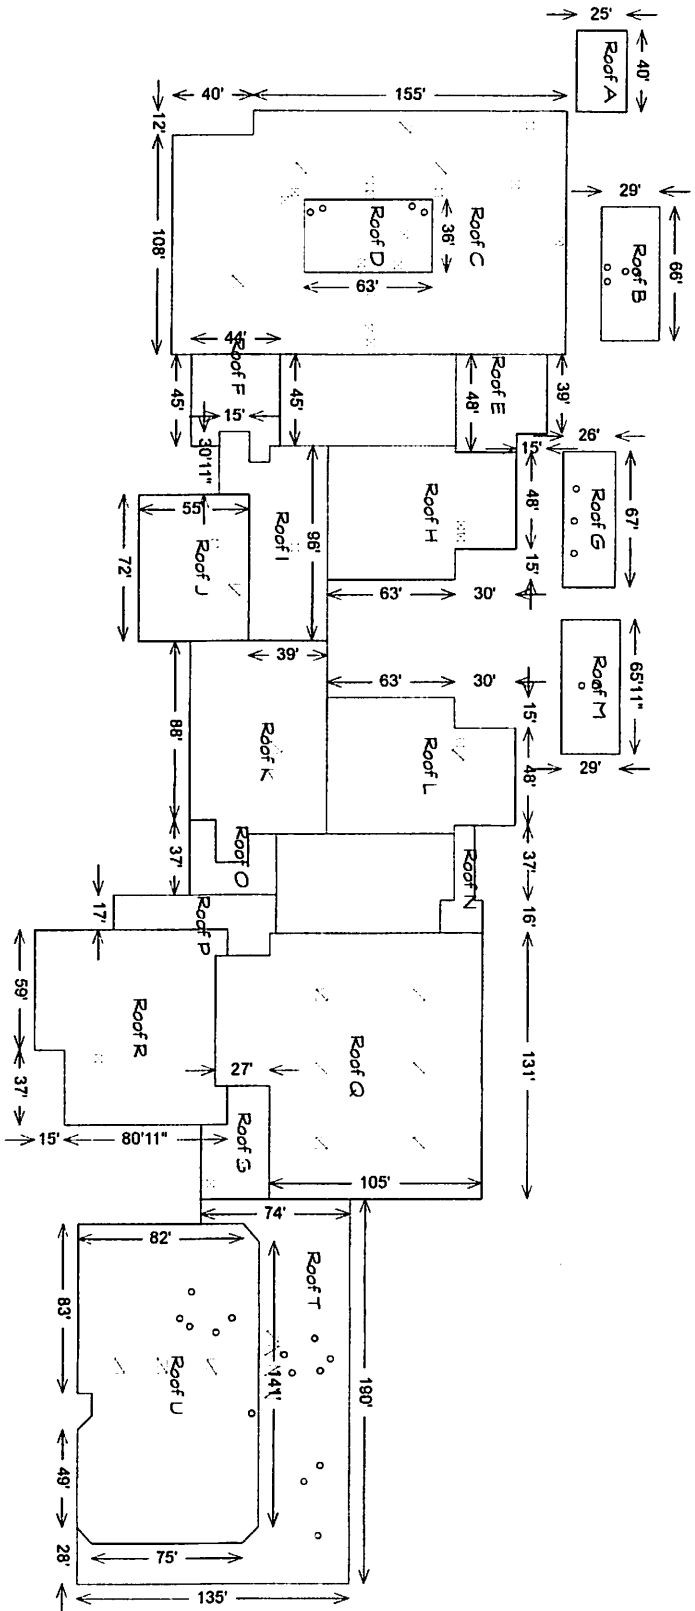 25'
Roof A
40'
40'
155'
12'
29'
Roof B
66'
108'
Roof C
Roof D
36'
63'
44'
Roof F
45'
15'
45'
48'
Roof E
39'
15'
26'
30'11"
Roof G
67'
48'
15'
55'
Roof J
72'
Roof I
96'
Roof H
63'
30'
39'
63'
30'
Roof M
65'11"
29'
15'
48'
88'
Roof K
Roof L
37'
Roof O
Roof N
37'
16'
17'
Roof P
59'
Roof R
37'
27'
Roof Q
131'
15'
80'11"
Roof S
105'
74'
82'
83'
Roof T
190'
Roof U
141'
49'
28'
75'
135'